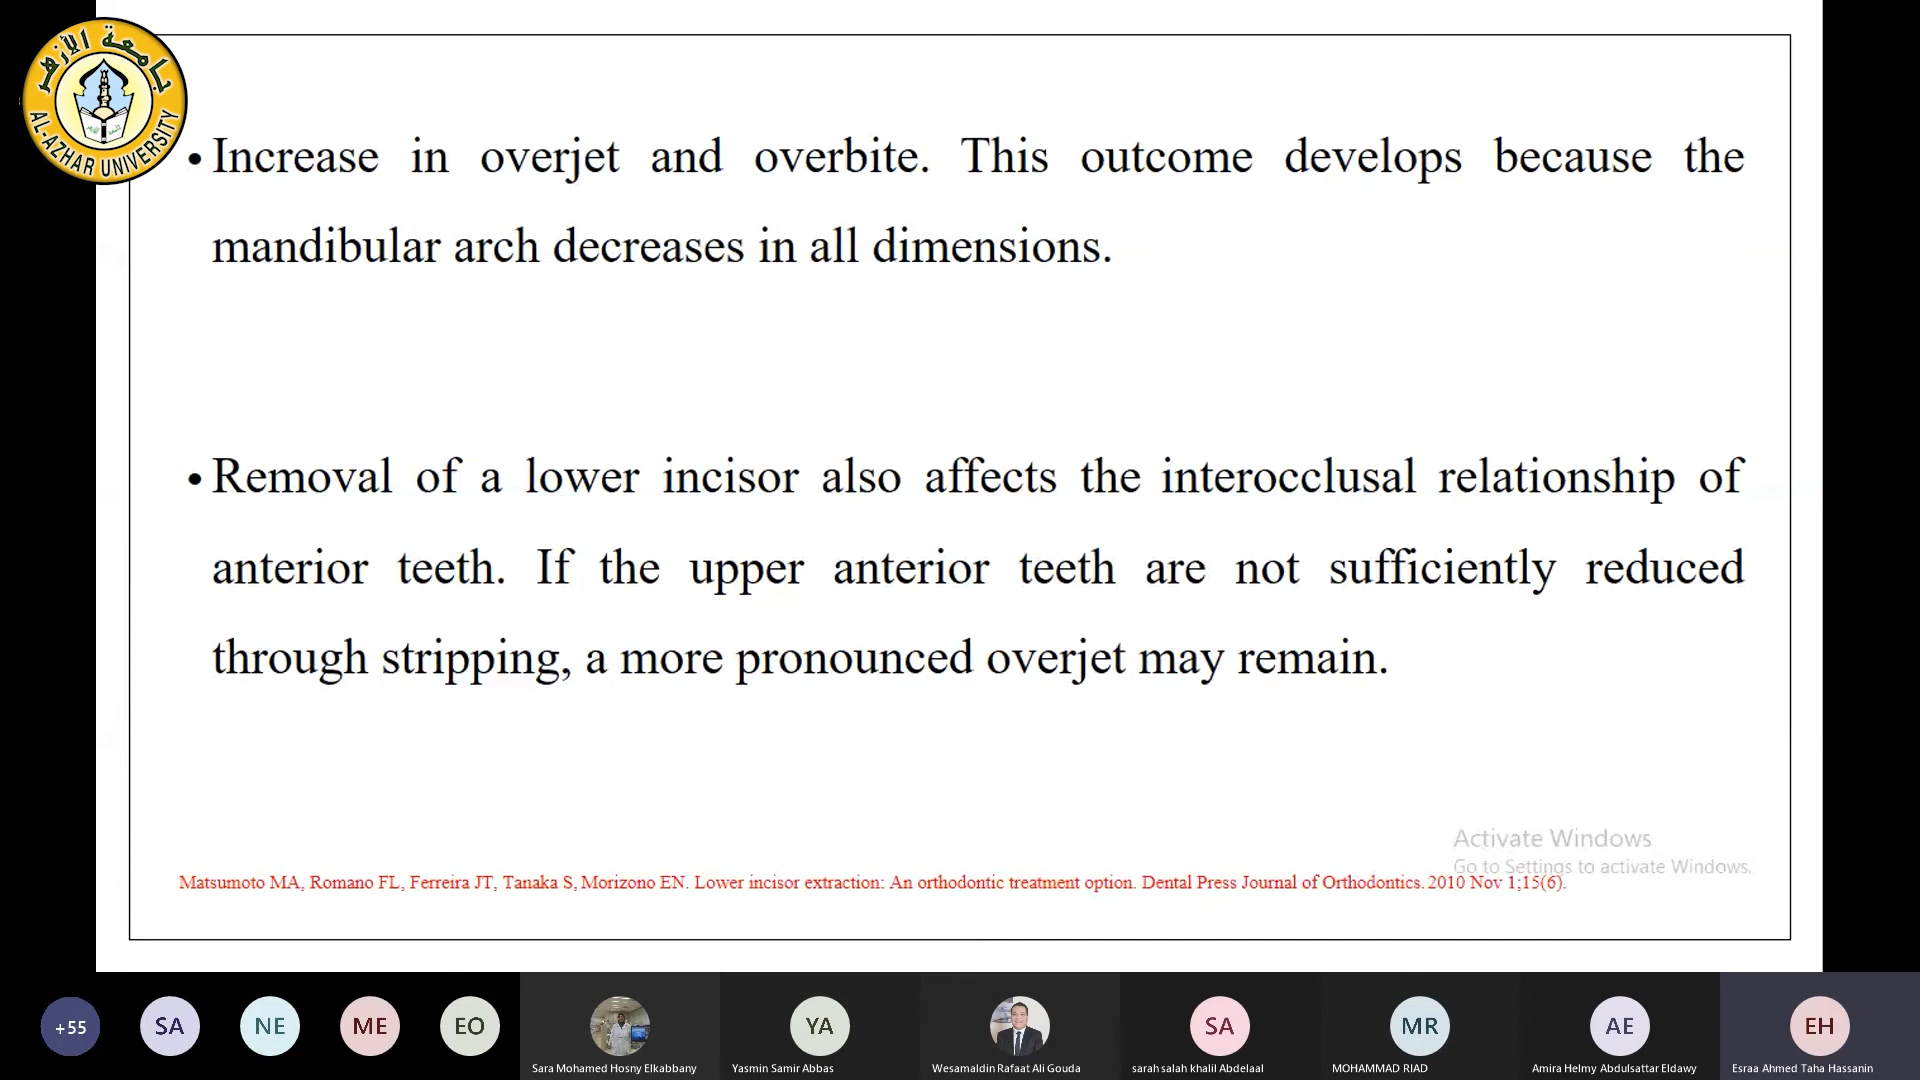 جامعة الأزهر
AL-AZHAR UNIVERSITY
• Increase in overjet and overbite. This outcome develops because the
mandibular arch decreases in all dimensions.
• Removal of a lower incisor also affects the interocclusal relationship of
anterior teeth. If the upper anterior teeth are not sufficiently reduced
through stripping, a more pronounced overjet may remain.
Activate Windows
Go to Settings to activate Windows.
Matsumoto MA, Romano FL, Ferreira JT, Tanaka S, Morizono EN. Lower incisor extraction: An orthodontic treatment option. Dental Press Journal of Orthodontics. 2010 Nov 1;15(6).
+55
SA
NE
ME
EO
YA
SA
MR
AE
EH
Sara Mohamed Hosny Elkabbany
Yasmin Samir Abbas
Wesamaldin Rafaat Ali Gouda
sarah salah khalil Abdelaal
MOHAMMAD RIAD
Amira Helmy Abdulsattar Eldawy
Esraa Ahmed Taha Hassanin